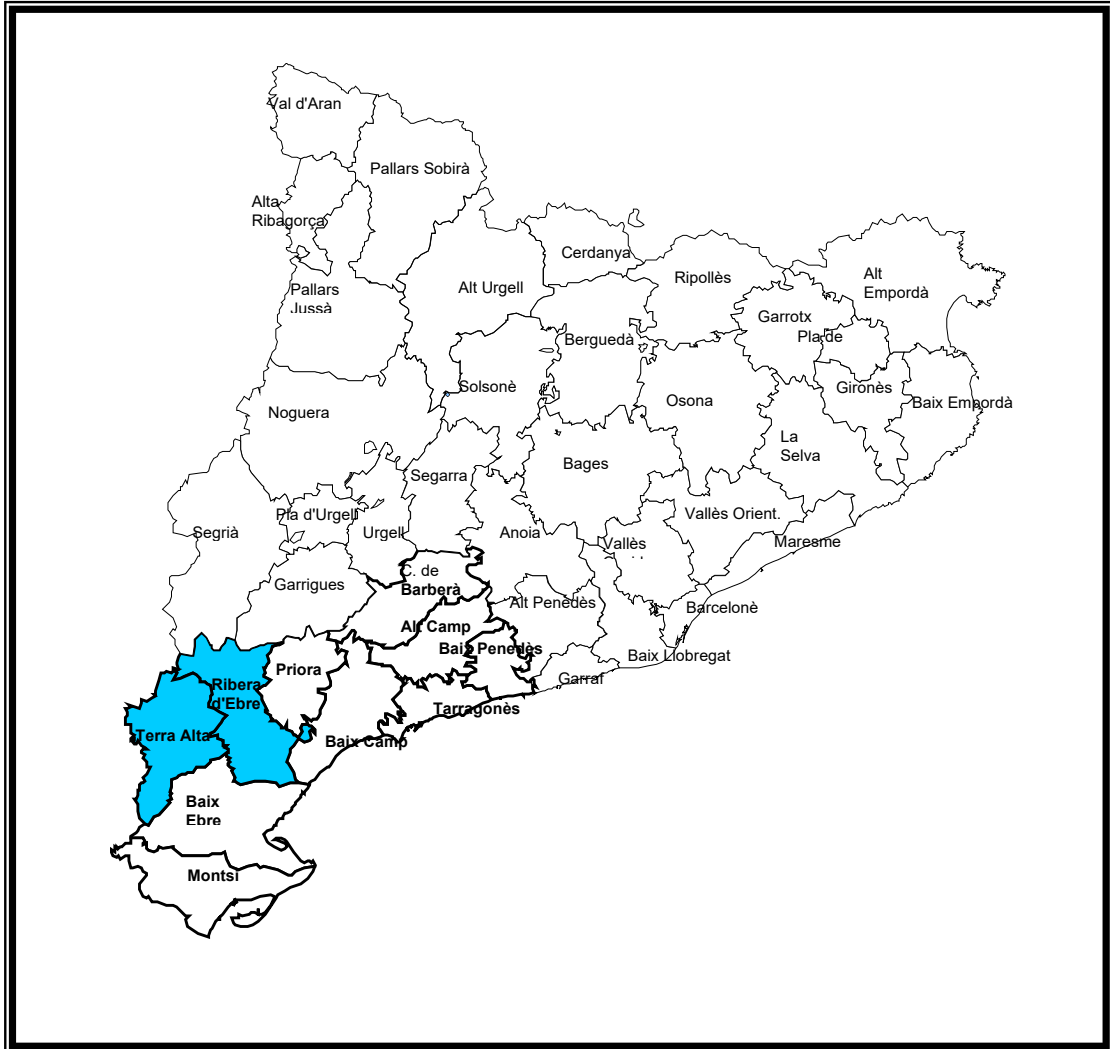 Val d'Aran
Pallars Sobirà
Alta
Ribagorça
Cerdanya
Ripollès
Alt
Empordà
Alt Urgell
Pallars
Jussà
Garrotx
Pla de
Berguedà
Solsonè
Gironès
Baix Empordà
Osona
Noguera
La
Selva
Bages
Segarra
Pla d'Urgell
Vallès Orient.
Segrià
Urgell
Anoia
Vallès
Maresme
Garrigues
C. de
Barberà
Alt Penedès
Barcelonè
Alt Camp
Baix Penedès
Baix Llobregat
Priora
Garraf
Ribera
d'Ebre
Tarragonès
Terra Alta
Baix Camp
Baix
Ebre
Montsi